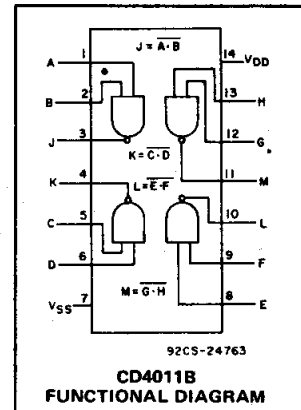 J = A·B
A 1 14 VDD
B 2 13 H
J 3 12 G
K = C·D
K 4 11 M
L = E·F
C 5 10 L
D 6 9 F
M = G·H
VSS 7 8 E
92CS-24763
CD4011B
FUNCTIONAL DIAGRAM